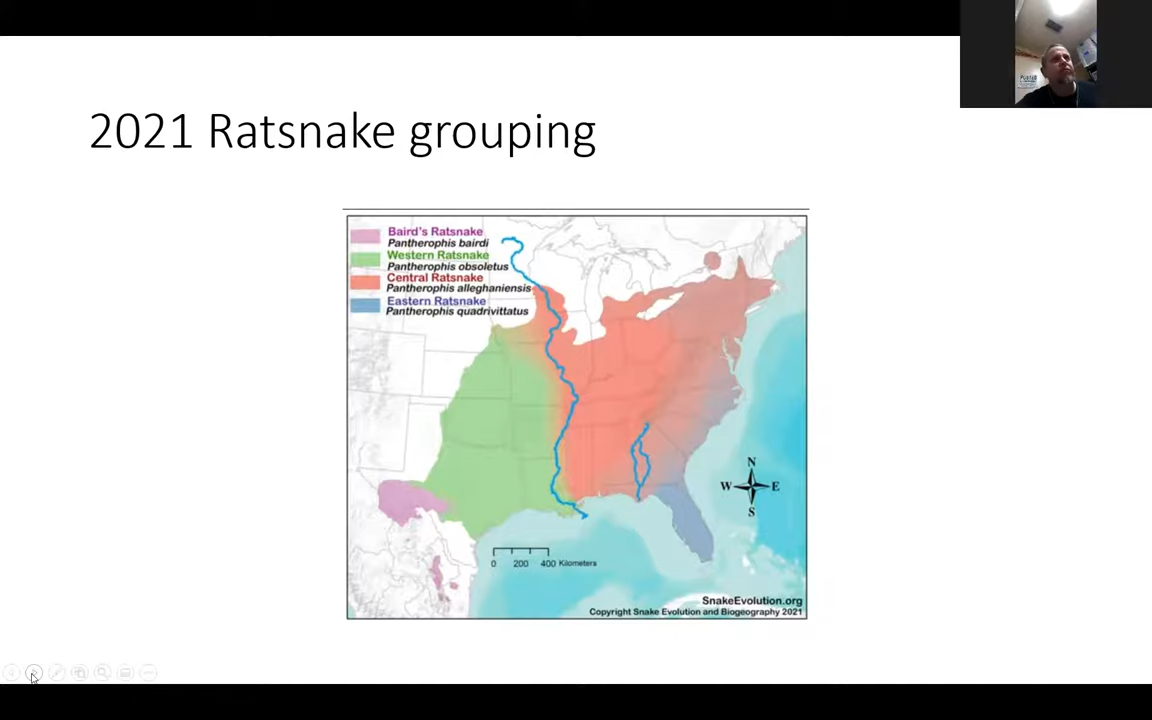 2021 Ratsnake grouping
Baird's Ratsnake
Pantherophis bairdi
Western Ratsnake
Pantherophis obsoletus
Central Ratsnake
Pantherophis alleghaniensis
Eastern Ratsnake
Pantherophis quadrivittatus
N
W E
S
0 200 400 Kilometers
SnakeEvolution.org
Copyright Snake Evolution and Biogeography 2021